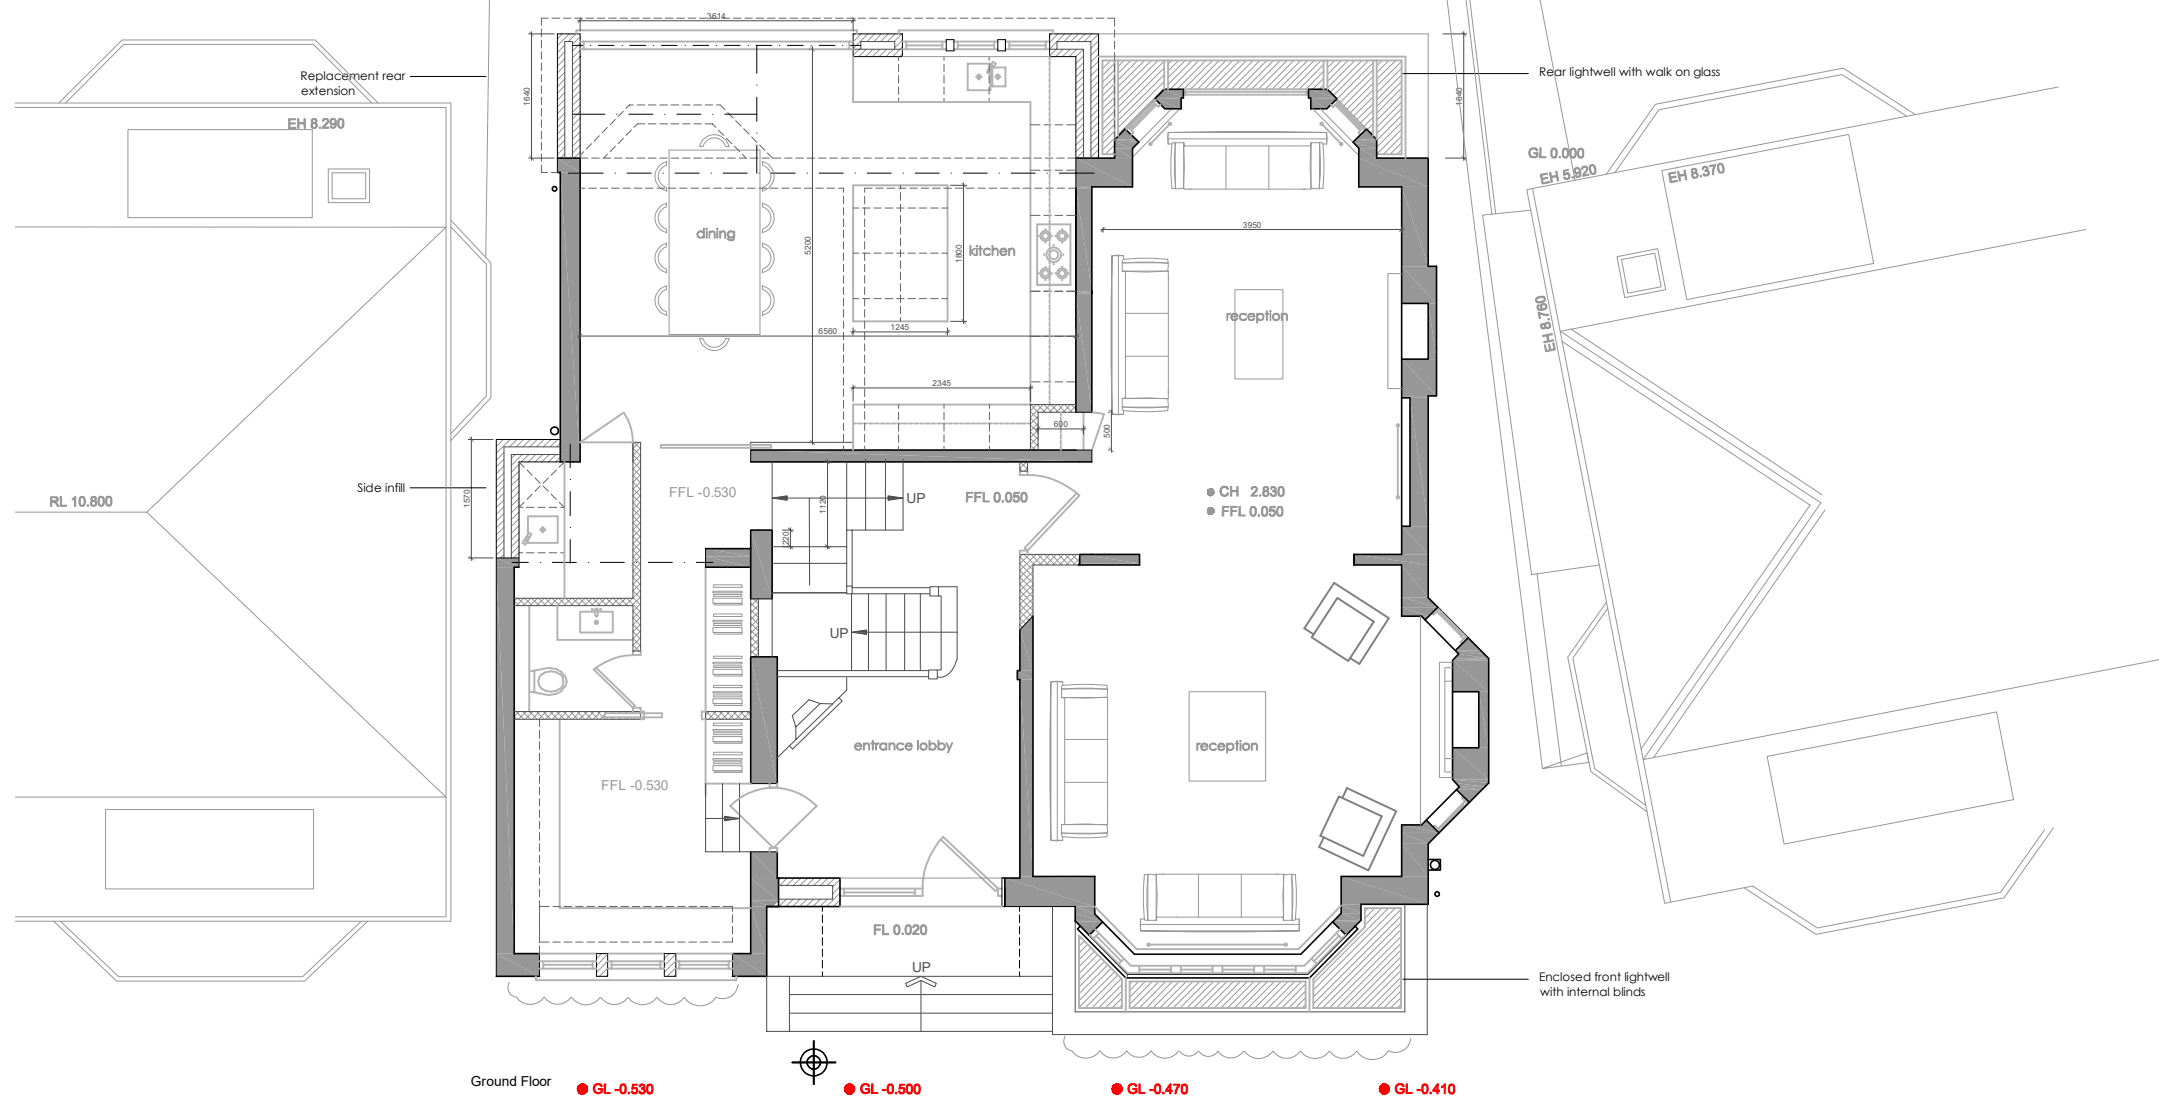 3614
Replacement rear
extension
1640
Rear lightwell with walk on glass
1640
EH 8.290
GL 0.000
EH 5.920
EH 8.370
dining
5200
kitchen
1800
3950
EH 8.760
reception
6560
1245
2345
600
500
Side infill
1570
RL 10.800
FFL -0.530
1120
UP
FFL 0.050
CH 2.830
FFL 0.050
220
UP
entrance lobby
reception
FFL -0.530
FL 0.020
UP
Enclosed front lightwell
with internal blinds
Ground Floor
GL -0.530
GL -0.500
GL -0.470
GL -0.410